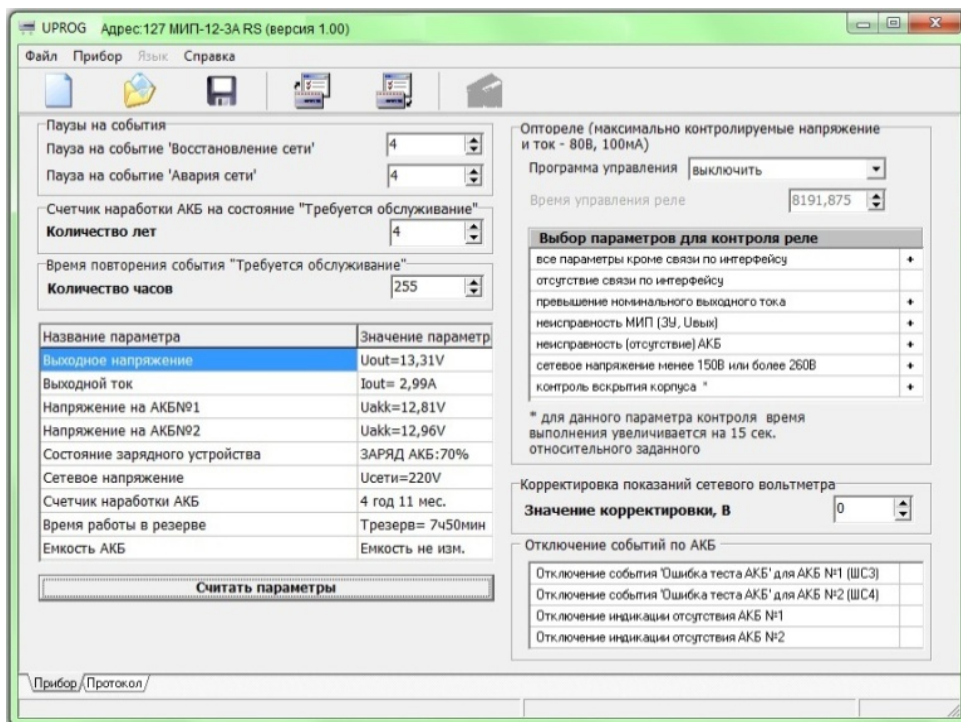 UPROG Адрес:127 МИП-12-3А RS (версия 1.00)
Файл Прибор Язык Справка
Паузы на события
Пауза на событие 'Восстановление сети' 4
Пауза на событие 'Авария сети' 4
Счетчик наработки АКБ на состояние "Требуется обслуживание"
Количество лет 4
Время повторения события "Требуется обслуживание"
Количество часов 255
Название параметра Значение параметр
Выходное напряжение Uout=13,31V
Выходной ток Iout= 2,99A
Напряжение на АКБ№1 Uakk=12,81V
Напряжение на АКБ№2 Uakk=12,96V
Состояние зарядного устройства ЗАРЯД АКБ:70%
Сетевое напряжение Uсети=220V
Счетчик наработки АКБ 4 год 11 мес.
Время работы в резерве Трезерв= 7ч50мин
Емкость АКБ Емкость не изм.
Считать параметры
Оптореле (максимально контролируемые напряжение
и ток - 80В, 100мА)
Программа управления выключить
Время управления реле 8191,875
Выбор параметров для контроля реле
все параметры кроме связи по интерфейсу +
отсутствие связи по интерфейсу
превышение номинального выходного тока +
неисправность МИП (ЗУ, Uвых) +
неисправность (отсутствие) АКБ +
сетевое напряжение менее 150В или более 260В +
контроль вскрытия корпуса * +
* для данного параметра контроля время
выполнения увеличивается на 15 сек.
относительного заданного
Корректировка показаний сетевого вольтметра
Значение корректировки, В 0
Отключение событий по АКБ
Отключение события 'Ошибка теста АКБ' для АКБ №1 (ШС3)
Отключение события 'Ошибка теста АКБ' для АКБ №2 (ШС4)
Отключение индикации отсутствия АКБ №1
Отключение индикации отсутствия АКБ №2
Прибор Протокол